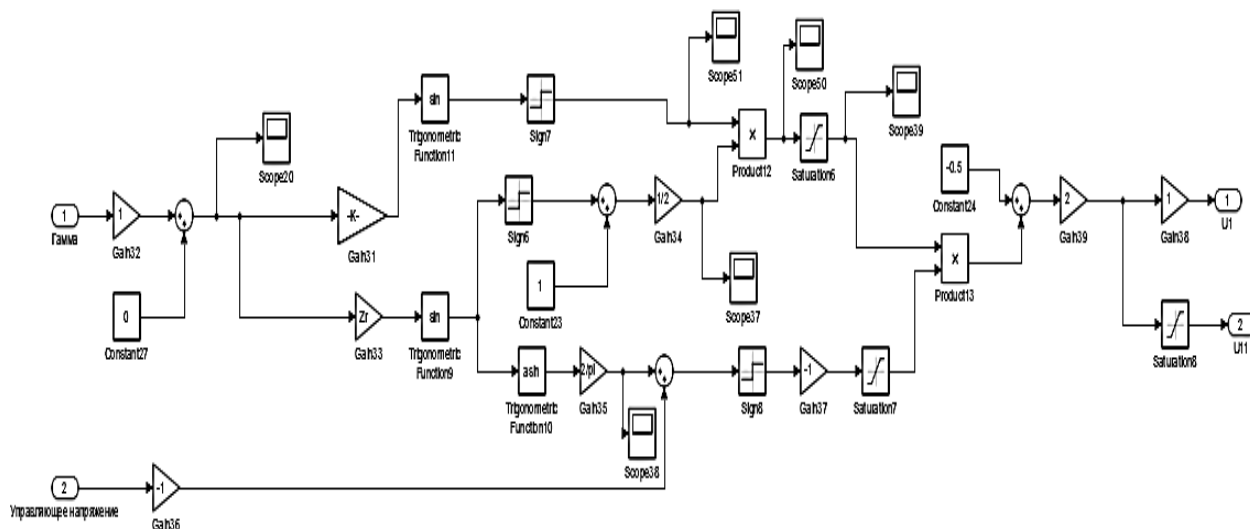 Scope51
Scope50
Scope39
sin
Trigonometric
Function11
Sign7
Scope20
x
Product12
Saturation6
-0.5
Constant24
1
Гамма
1
Gain32
-K-
Gain31
Sign6
1/2
Gain34
2
Gain39
1
Gain38
1
U1
0
Constant27
Zr
Gain33
sin
Trigonometric
Function9
1
Constant23
Scope37
x
Product13
asin
Trigonometric
Function10
2/pi
Gain35
Sign8
-1
Gain37
Saturation7
Saturation8
2
U11
Scope38
2
Управляющее напряжение
-1
Gain36